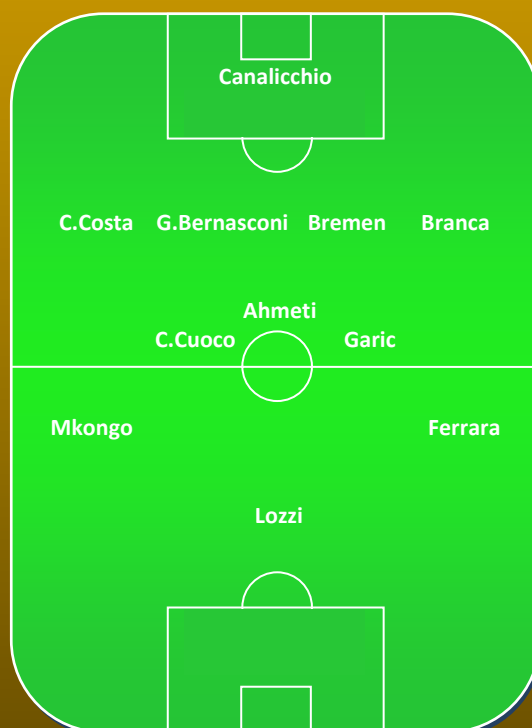 Canalicchio
C.Costa G.Bernasconi Bremen Branca
Ahmeti
C.Cuoco Garic
Mkongo Ferrara
Lozzi